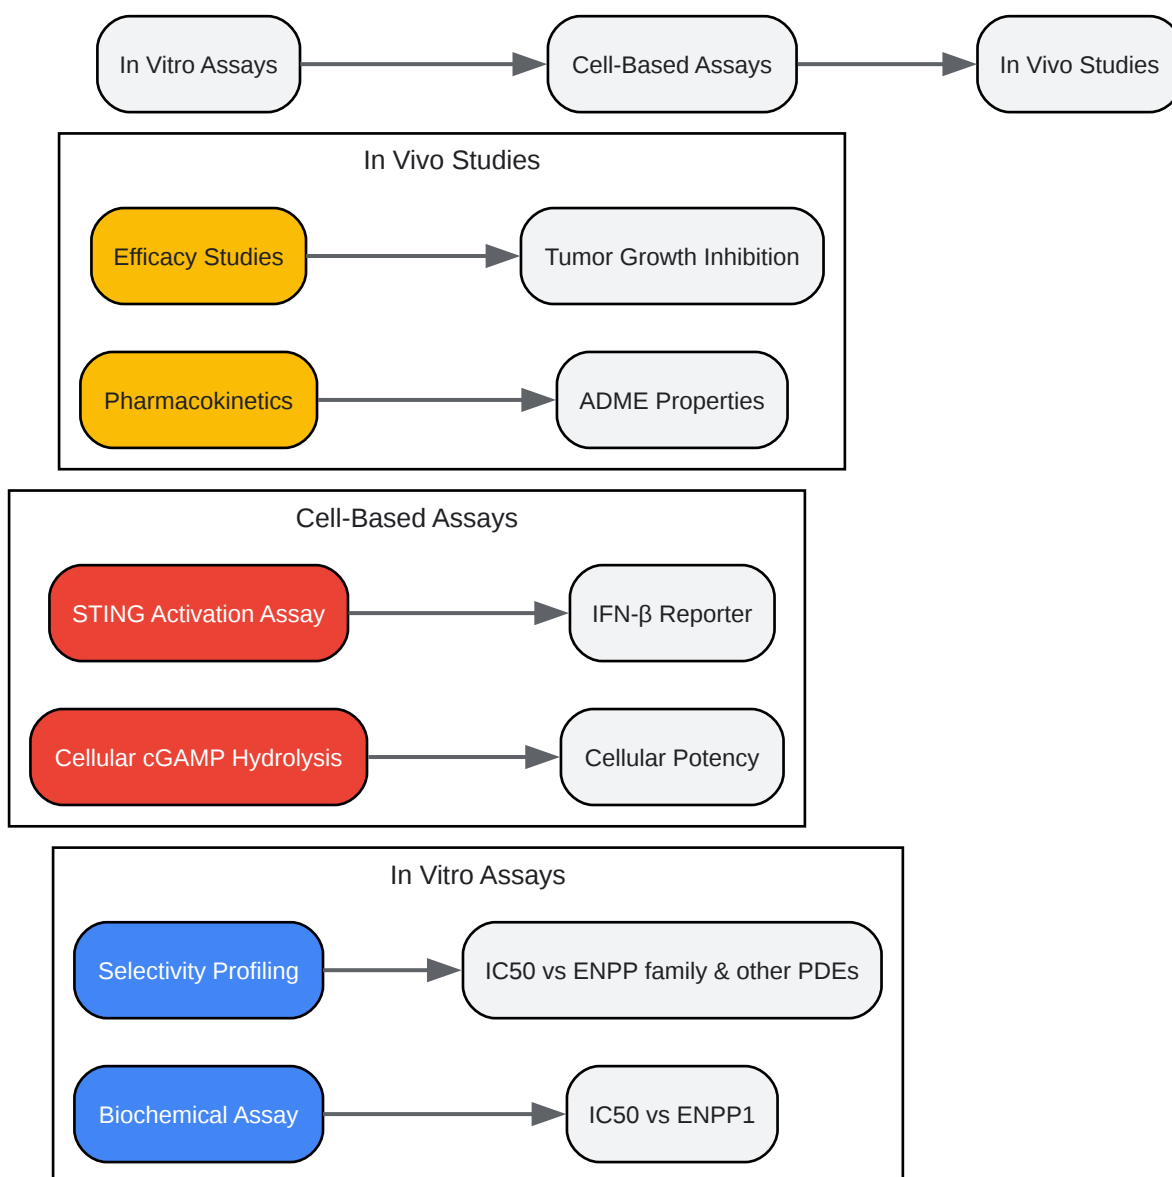 In Vitro Assays
Cell-Based Assays
In Vivo Studies
In Vivo Studies
Efficacy Studies
Tumor Growth Inhibition
Pharmacokinetics
ADME Properties
Cell-Based Assays
STING Activation Assay
IFN-β Reporter
Cellular cGAMP Hydrolysis
Cellular Potency
In Vitro Assays
Selectivity Profiling
IC50 vs ENPP family & other PDEs
Biochemical Assay
IC50 vs ENPP1